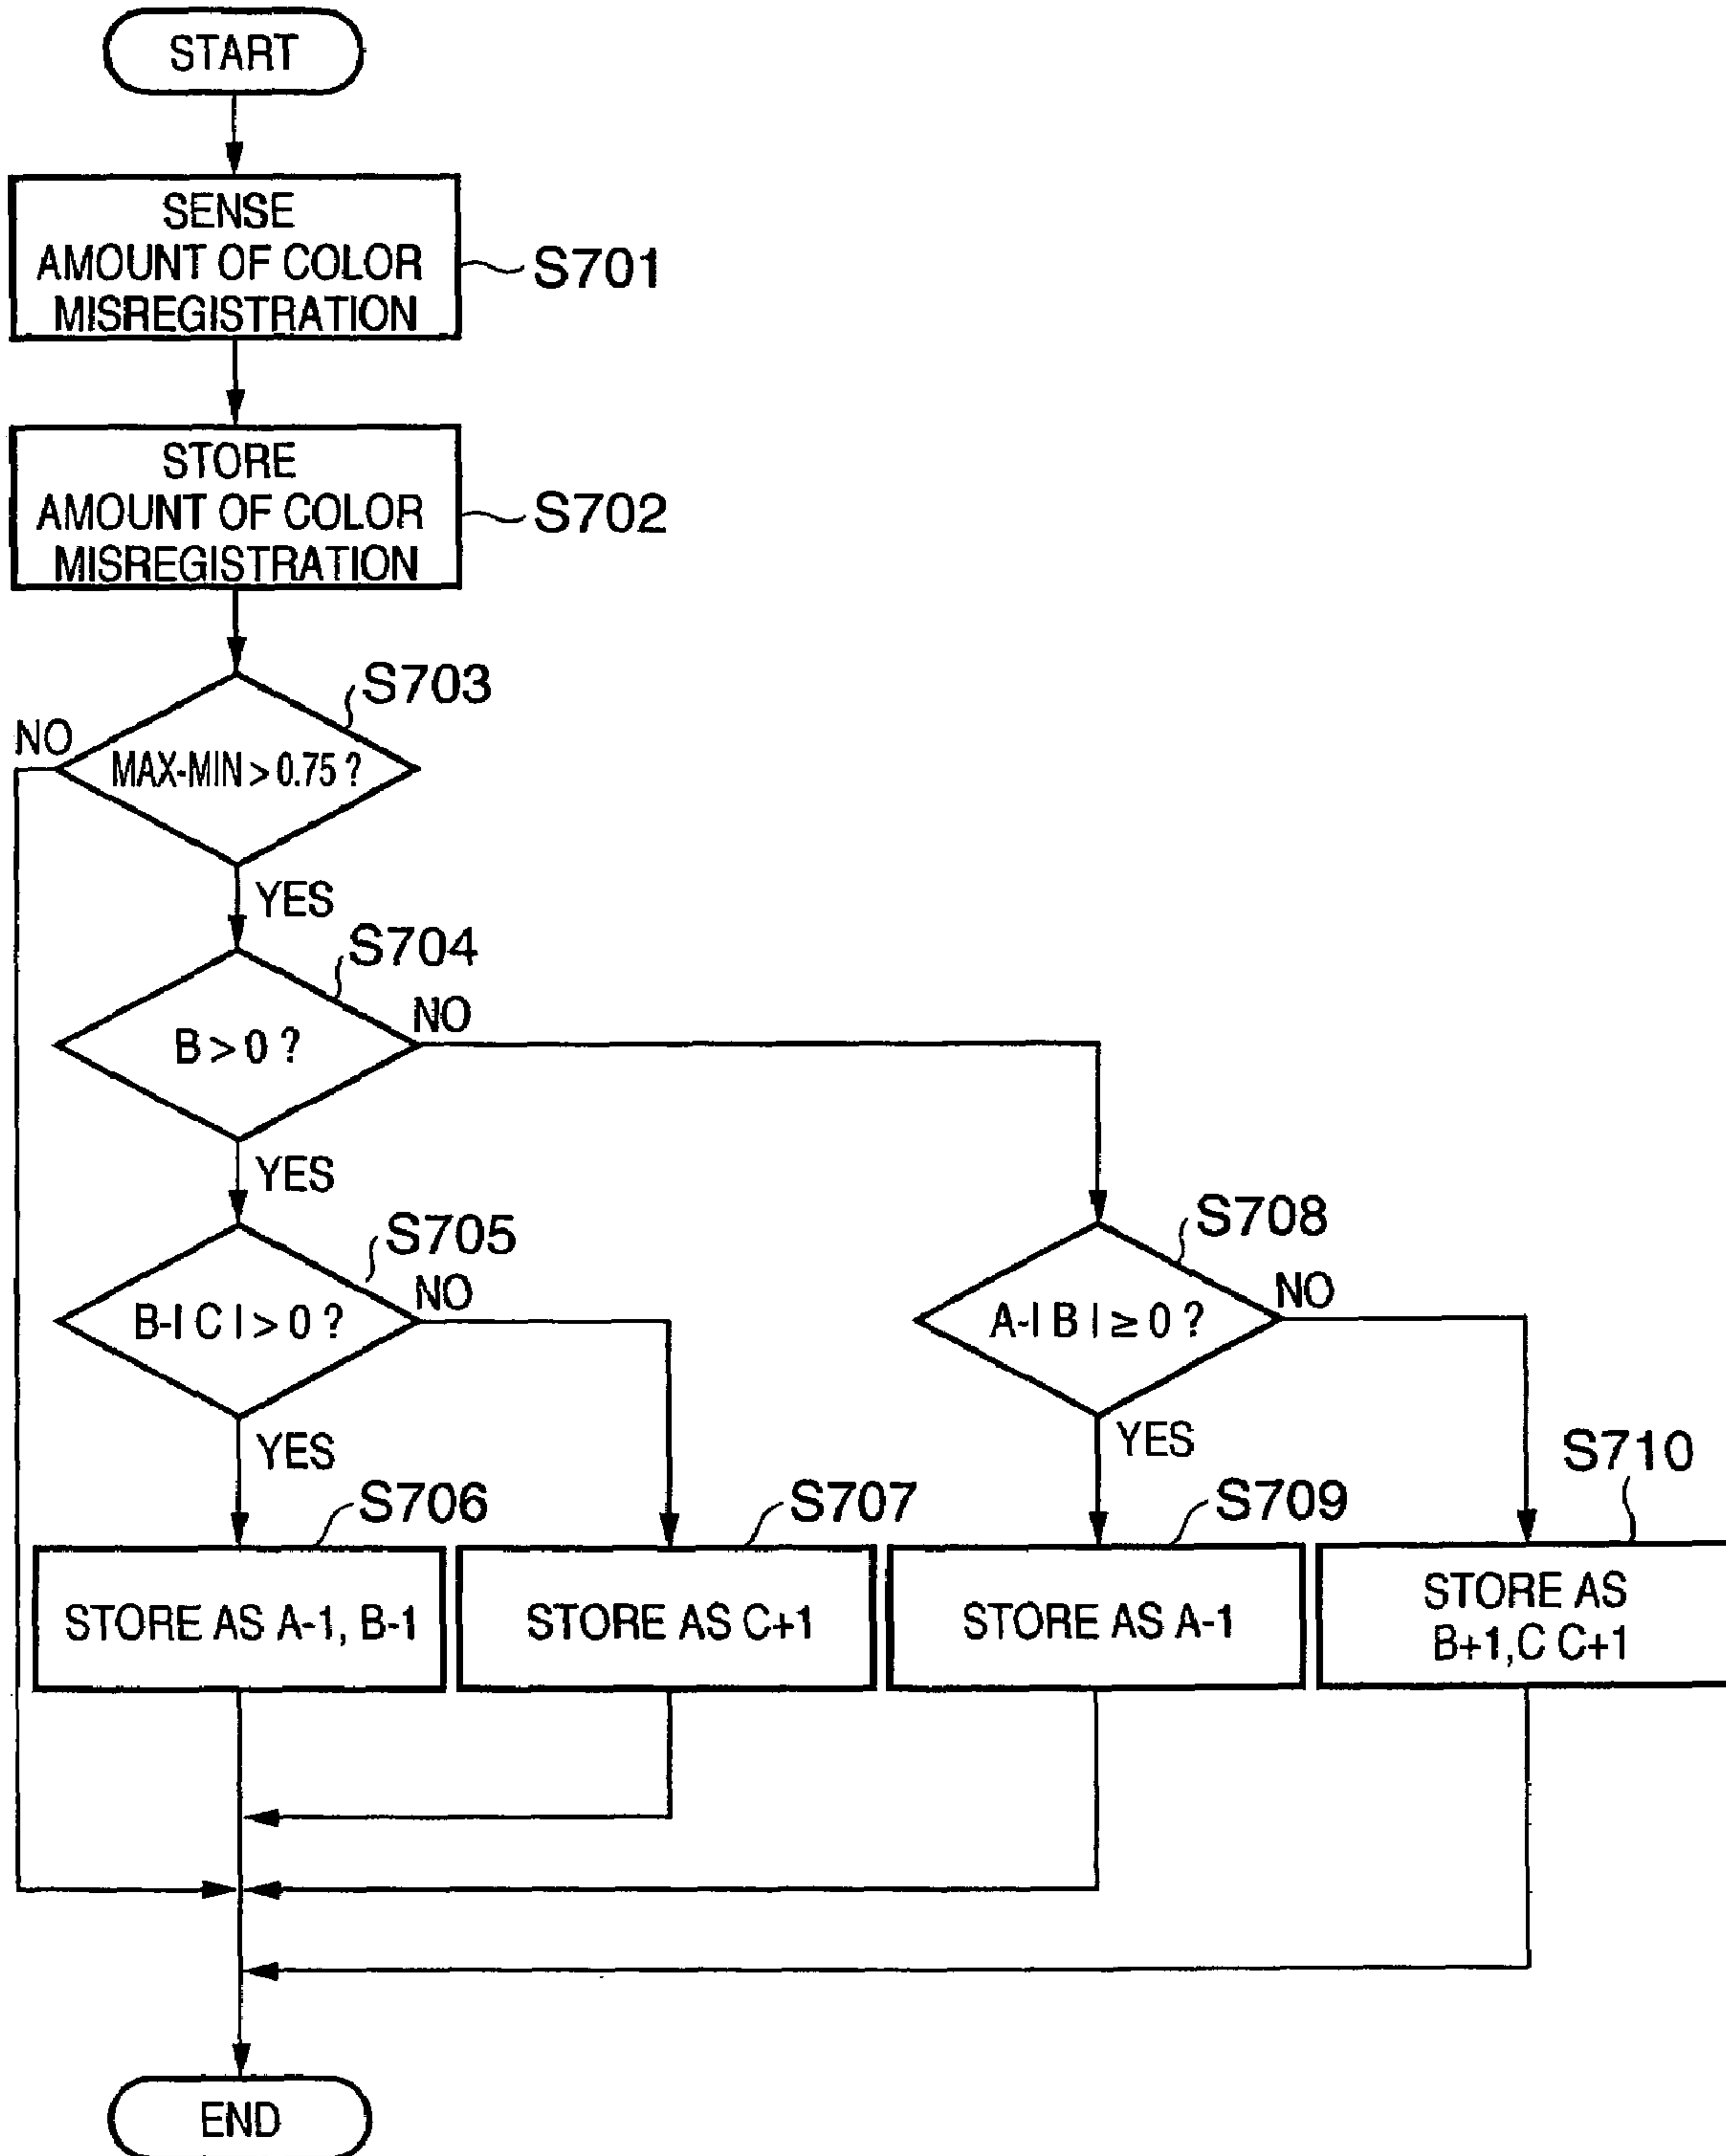 START
SENSE
AMOUNT OF COLOR
MISREGISTRATION
S701
STORE
AMOUNT OF COLOR
MISREGISTRATION
S702
S703
NO
MAX-MIN > 0.75 ?
YES
S704
NO
B > 0 ?
YES
S705
NO
B-I C I > 0 ?
YES
S708
NO
A-I B I ≥ 0 ?
YES
S706
STORE AS A-1, B-1
S707
STORE AS C+1
S709
STORE AS A-1
S710
STORE AS
B+1,C C+1
END